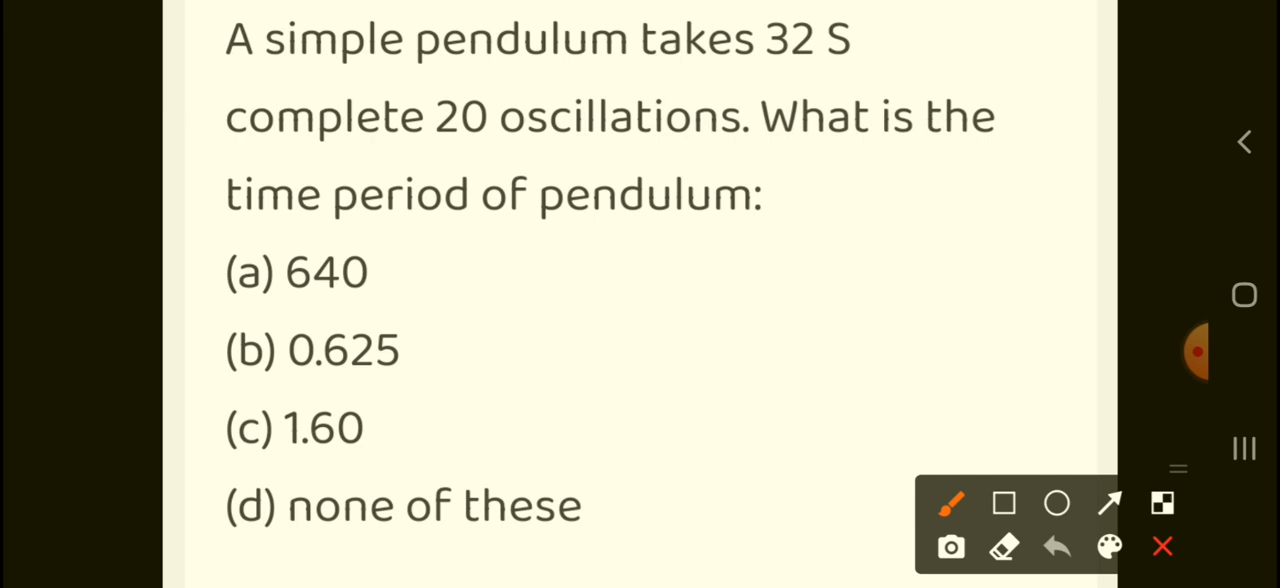 A simple pendulum takes 32 S
complete 20 oscillations. What is the
time period of pendulum:
(a) 640
(b) 0.625
(c) 1.60
(d) none of these